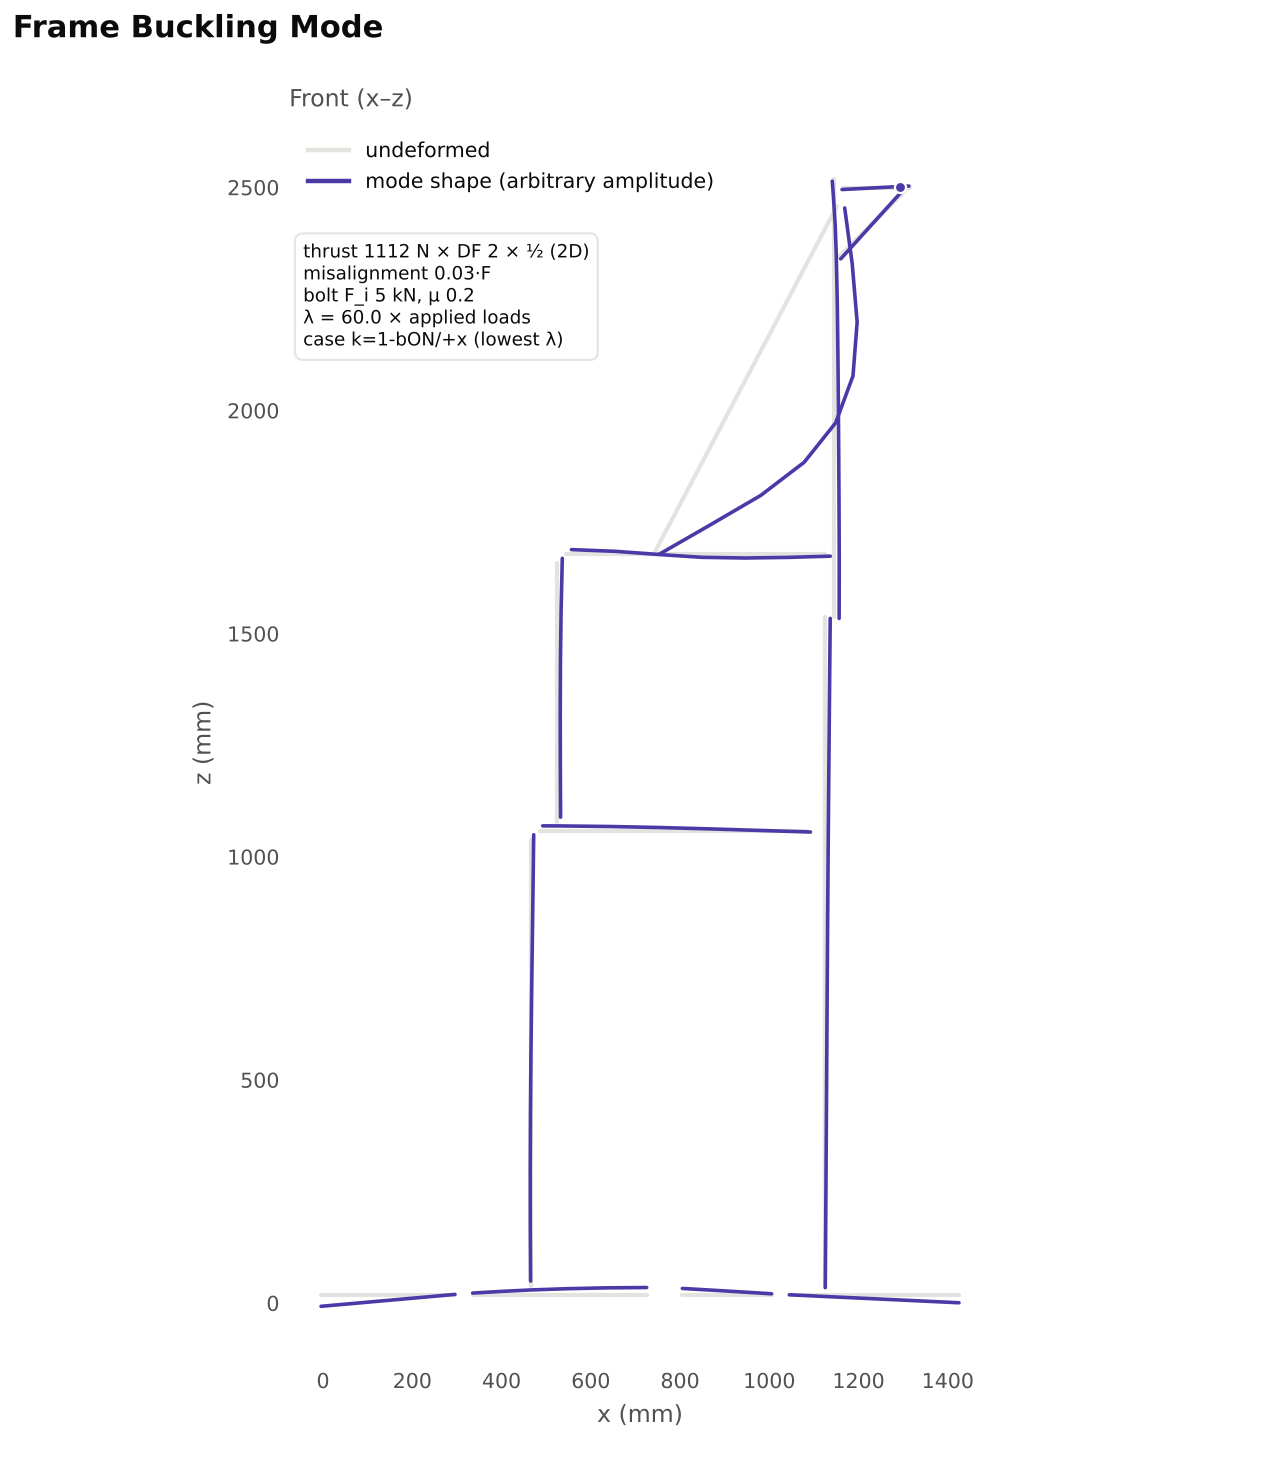 Frame Buckling Mode
Front (x–z)
undeformed
mode shape (arbitrary amplitude)
thrust 1112 N × DF 2 × ½ (2D)
misalignment 0.03·F
bolt F_i 5 kN, μ 0.2
λ = 60.0 × applied loads
case k=1-bON/+x (lowest λ)
2500
2000
1500
1000
500
0
z (mm)
0 200 400 600 800 1000 1200 1400
x (mm)